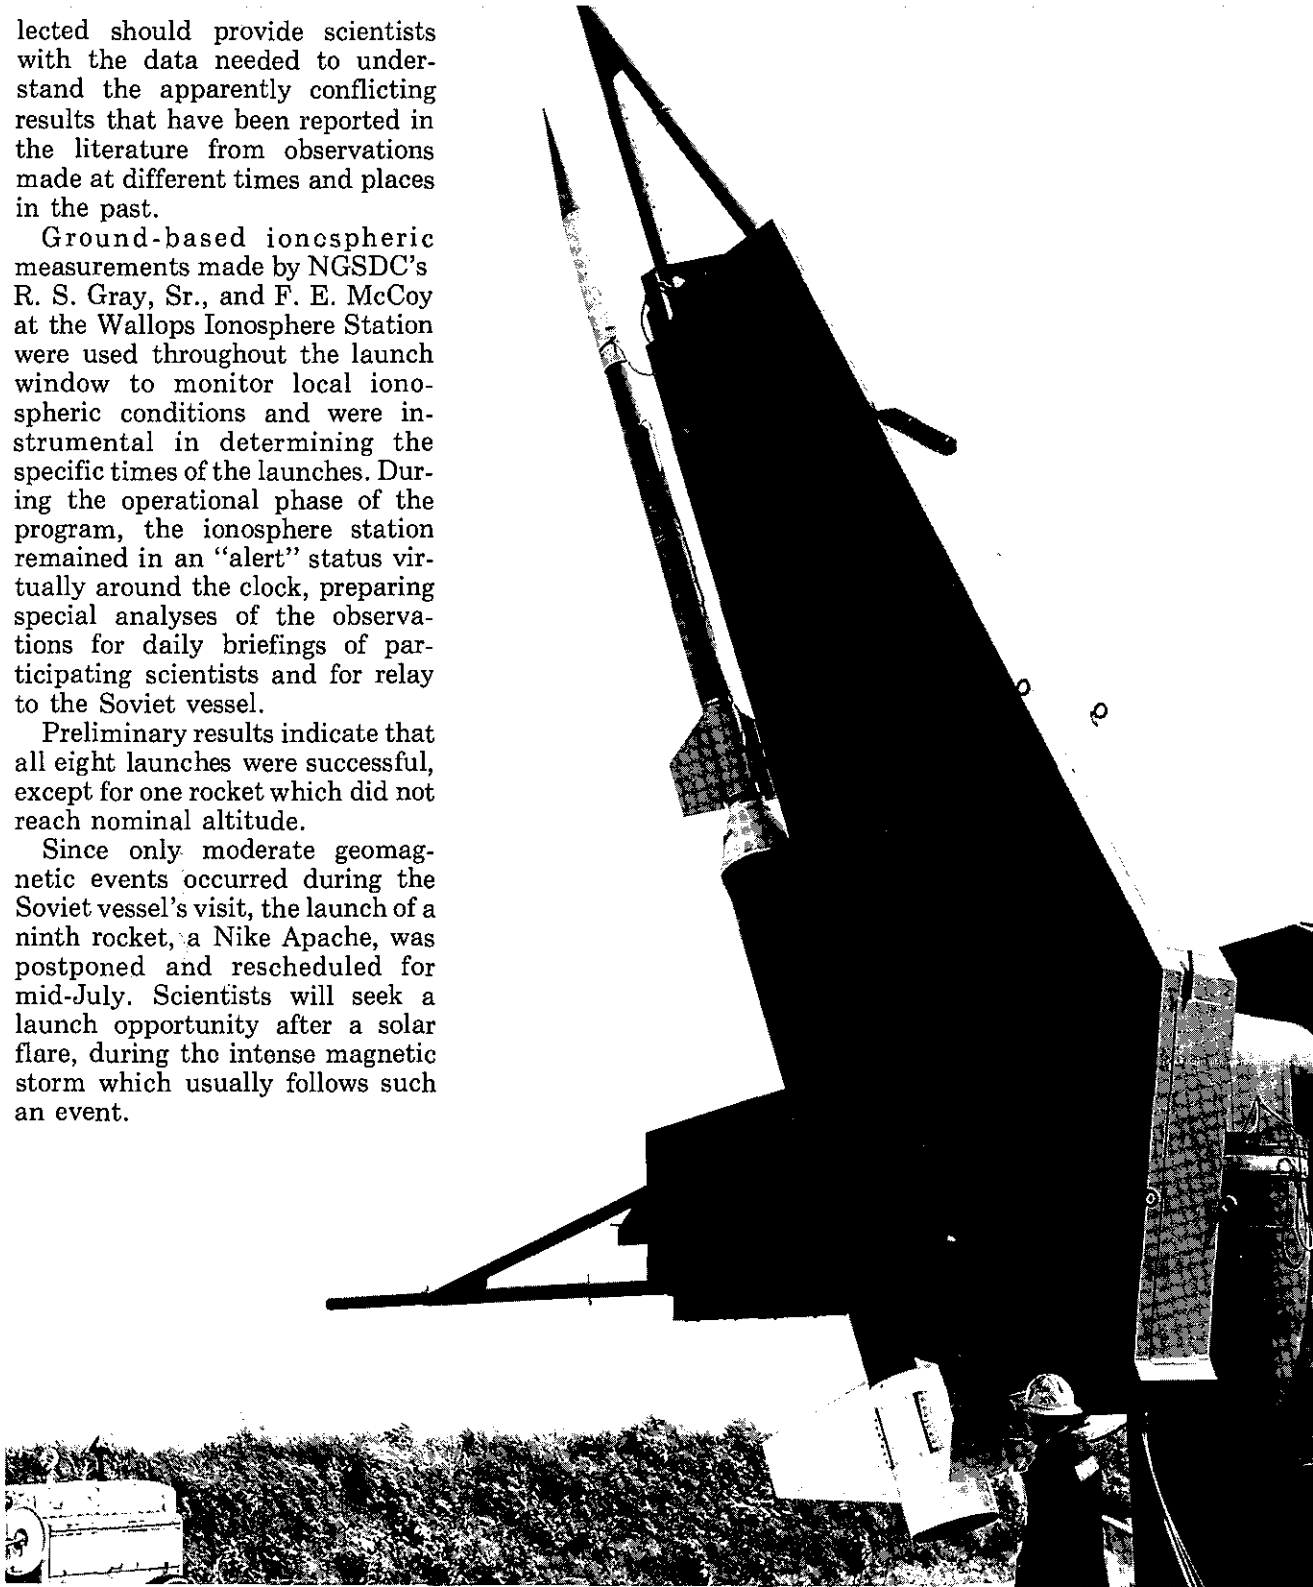 lected should provide scientists
with the data needed to under-
stand the apparently conflicting
results that have been reported in
the literature from observations
made at different times and places
in the past.
Ground-based ionospheric
measurements made by NGSDC's
R. S. Gray, Sr., and F. E. McCoy
at the Wallops Ionosphere Station
were used throughout the launch
window to monitor local iono-
spheric conditions and were in-
strumental in determining the
specific times of the launches. Dur-
ing the operational phase of the
program, the ionosphere station
remained in an “alert” status vir-
tually around the clock, preparing
special analyses of the observa-
tions for daily briefings of par-
ticipating scientists and for relay
to the Soviet vessel.
Preliminary results indicate that
all eight launches were successful,
except for one rocket which did not
reach nominal altitude.
Since only moderate geomag-
netic events occurred during the
Soviet vessel's visit, the launch of a
ninth rocket, a Nike Apache, was
postponed and rescheduled for
mid-July. Scientists will seek a
launch opportunity after a solar
flare, during the intense magnetic
storm which usually follows such
an event.